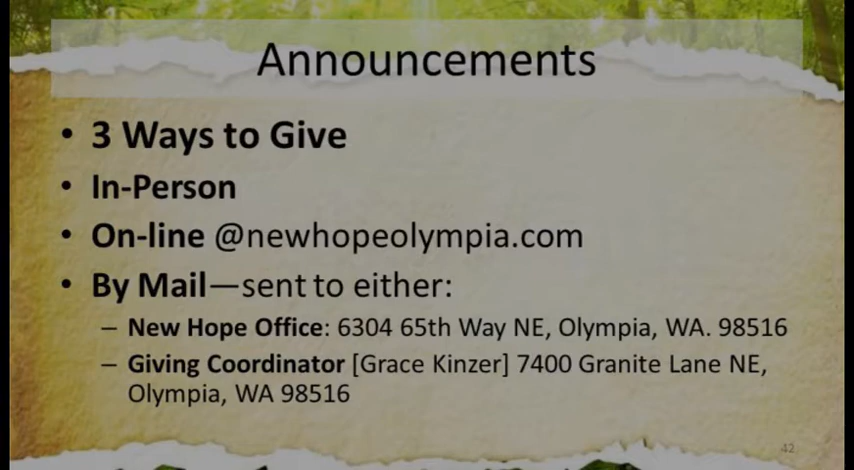 Announcements
• 3 Ways to Give
• In-Person
• On-line @newhopeolympia.com
• By Mail—sent to either:
– New Hope Office: 6304 65th Way NE, Olympia, WA. 98516
– Giving Coordinator [Grace Kinzer] 7400 Granite Lane NE,
Olympia, WA 98516
42